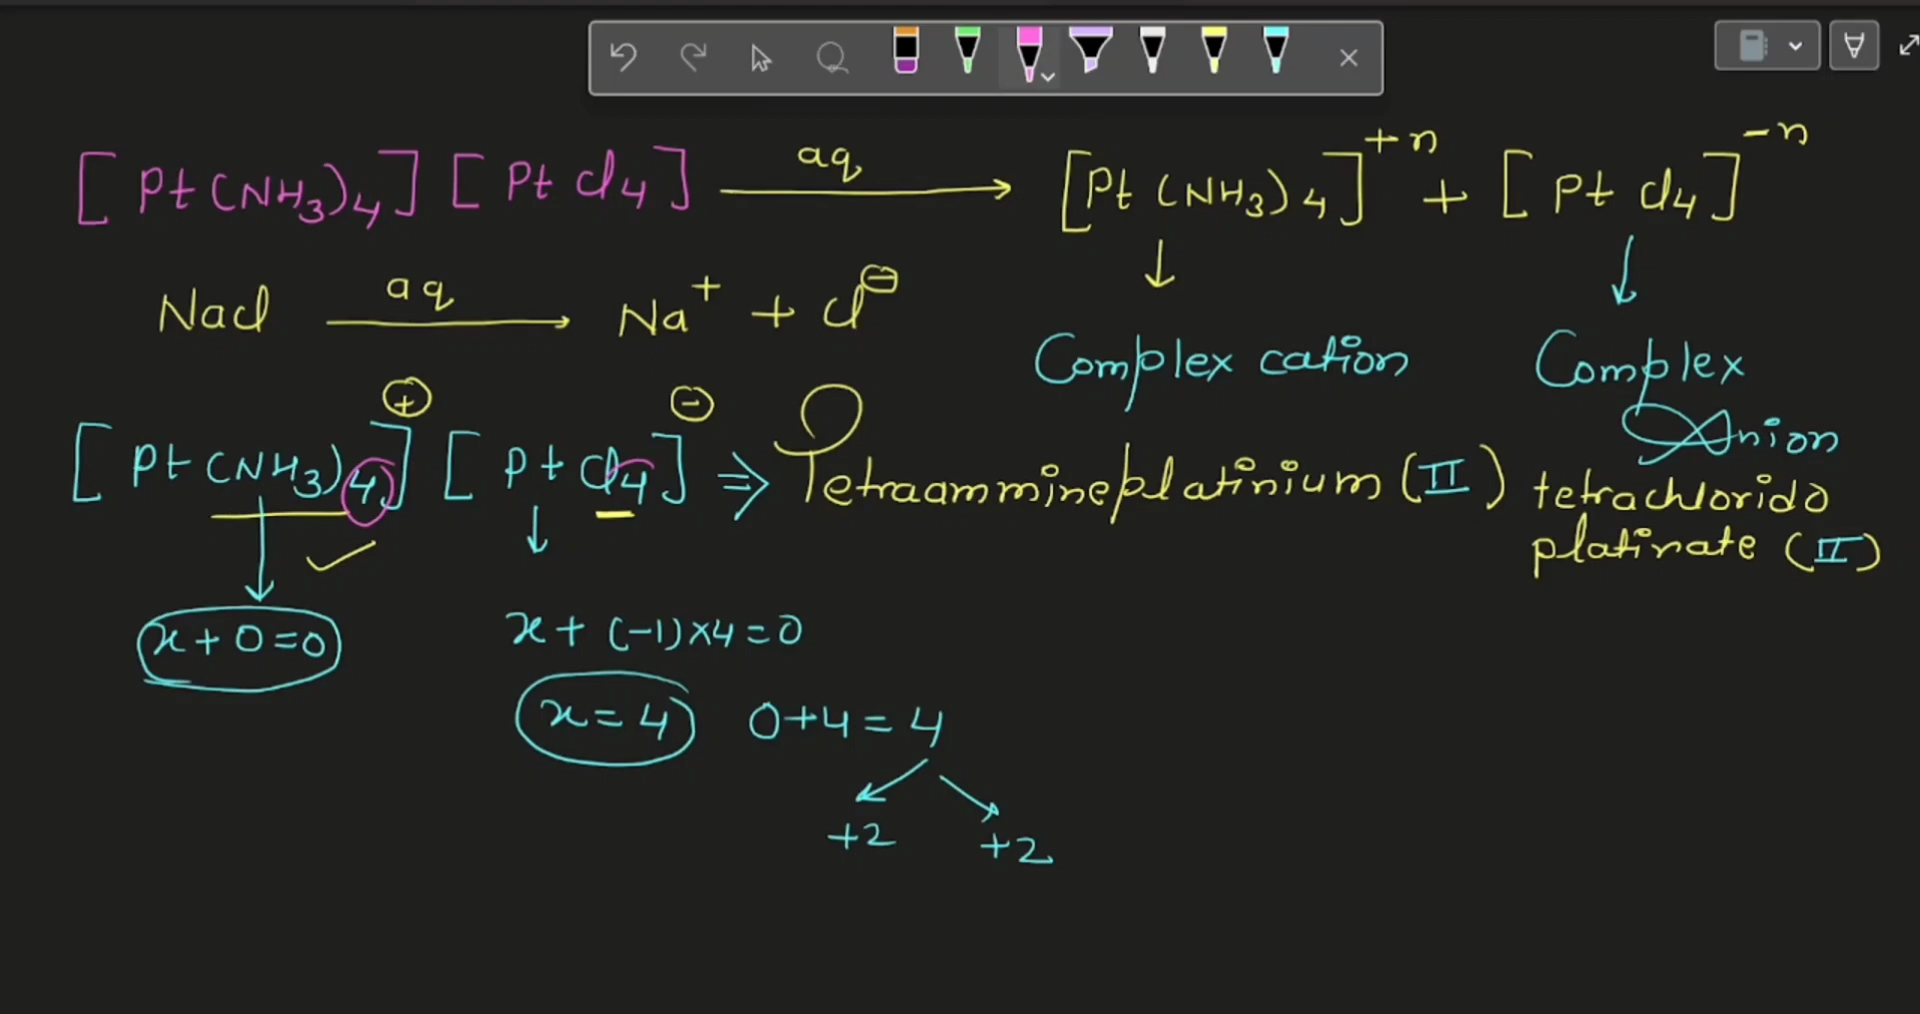 [Pt(NH3)4] [PtCl4] aq [Pt(NH3)4]+n + [PtCl4]-n
NaCl aq Na+ + Cl⊖
Complex cation Complex Anion
[Pt(NH3)4]⊕ [PtCl4]⊖ ⇒ Tetraammineplatinium (II) tetrachlorido
platinate (II)
x + 0 = 0
x + (-1)×4 = 0
x = 4 0+4 = 4
+2 +2